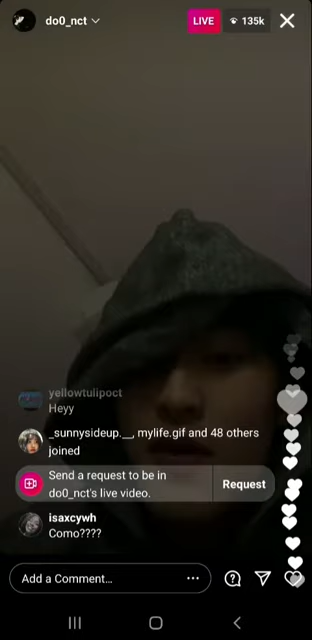 do0_nct
LIVE
135k
yellowtulipoct
Heyy
_sunnysideup.__, mylife.gif and 48 others
joined
Send a request to be in
do0_nct's live video.
Request
isaxcywh
Como????
Add a Comment...